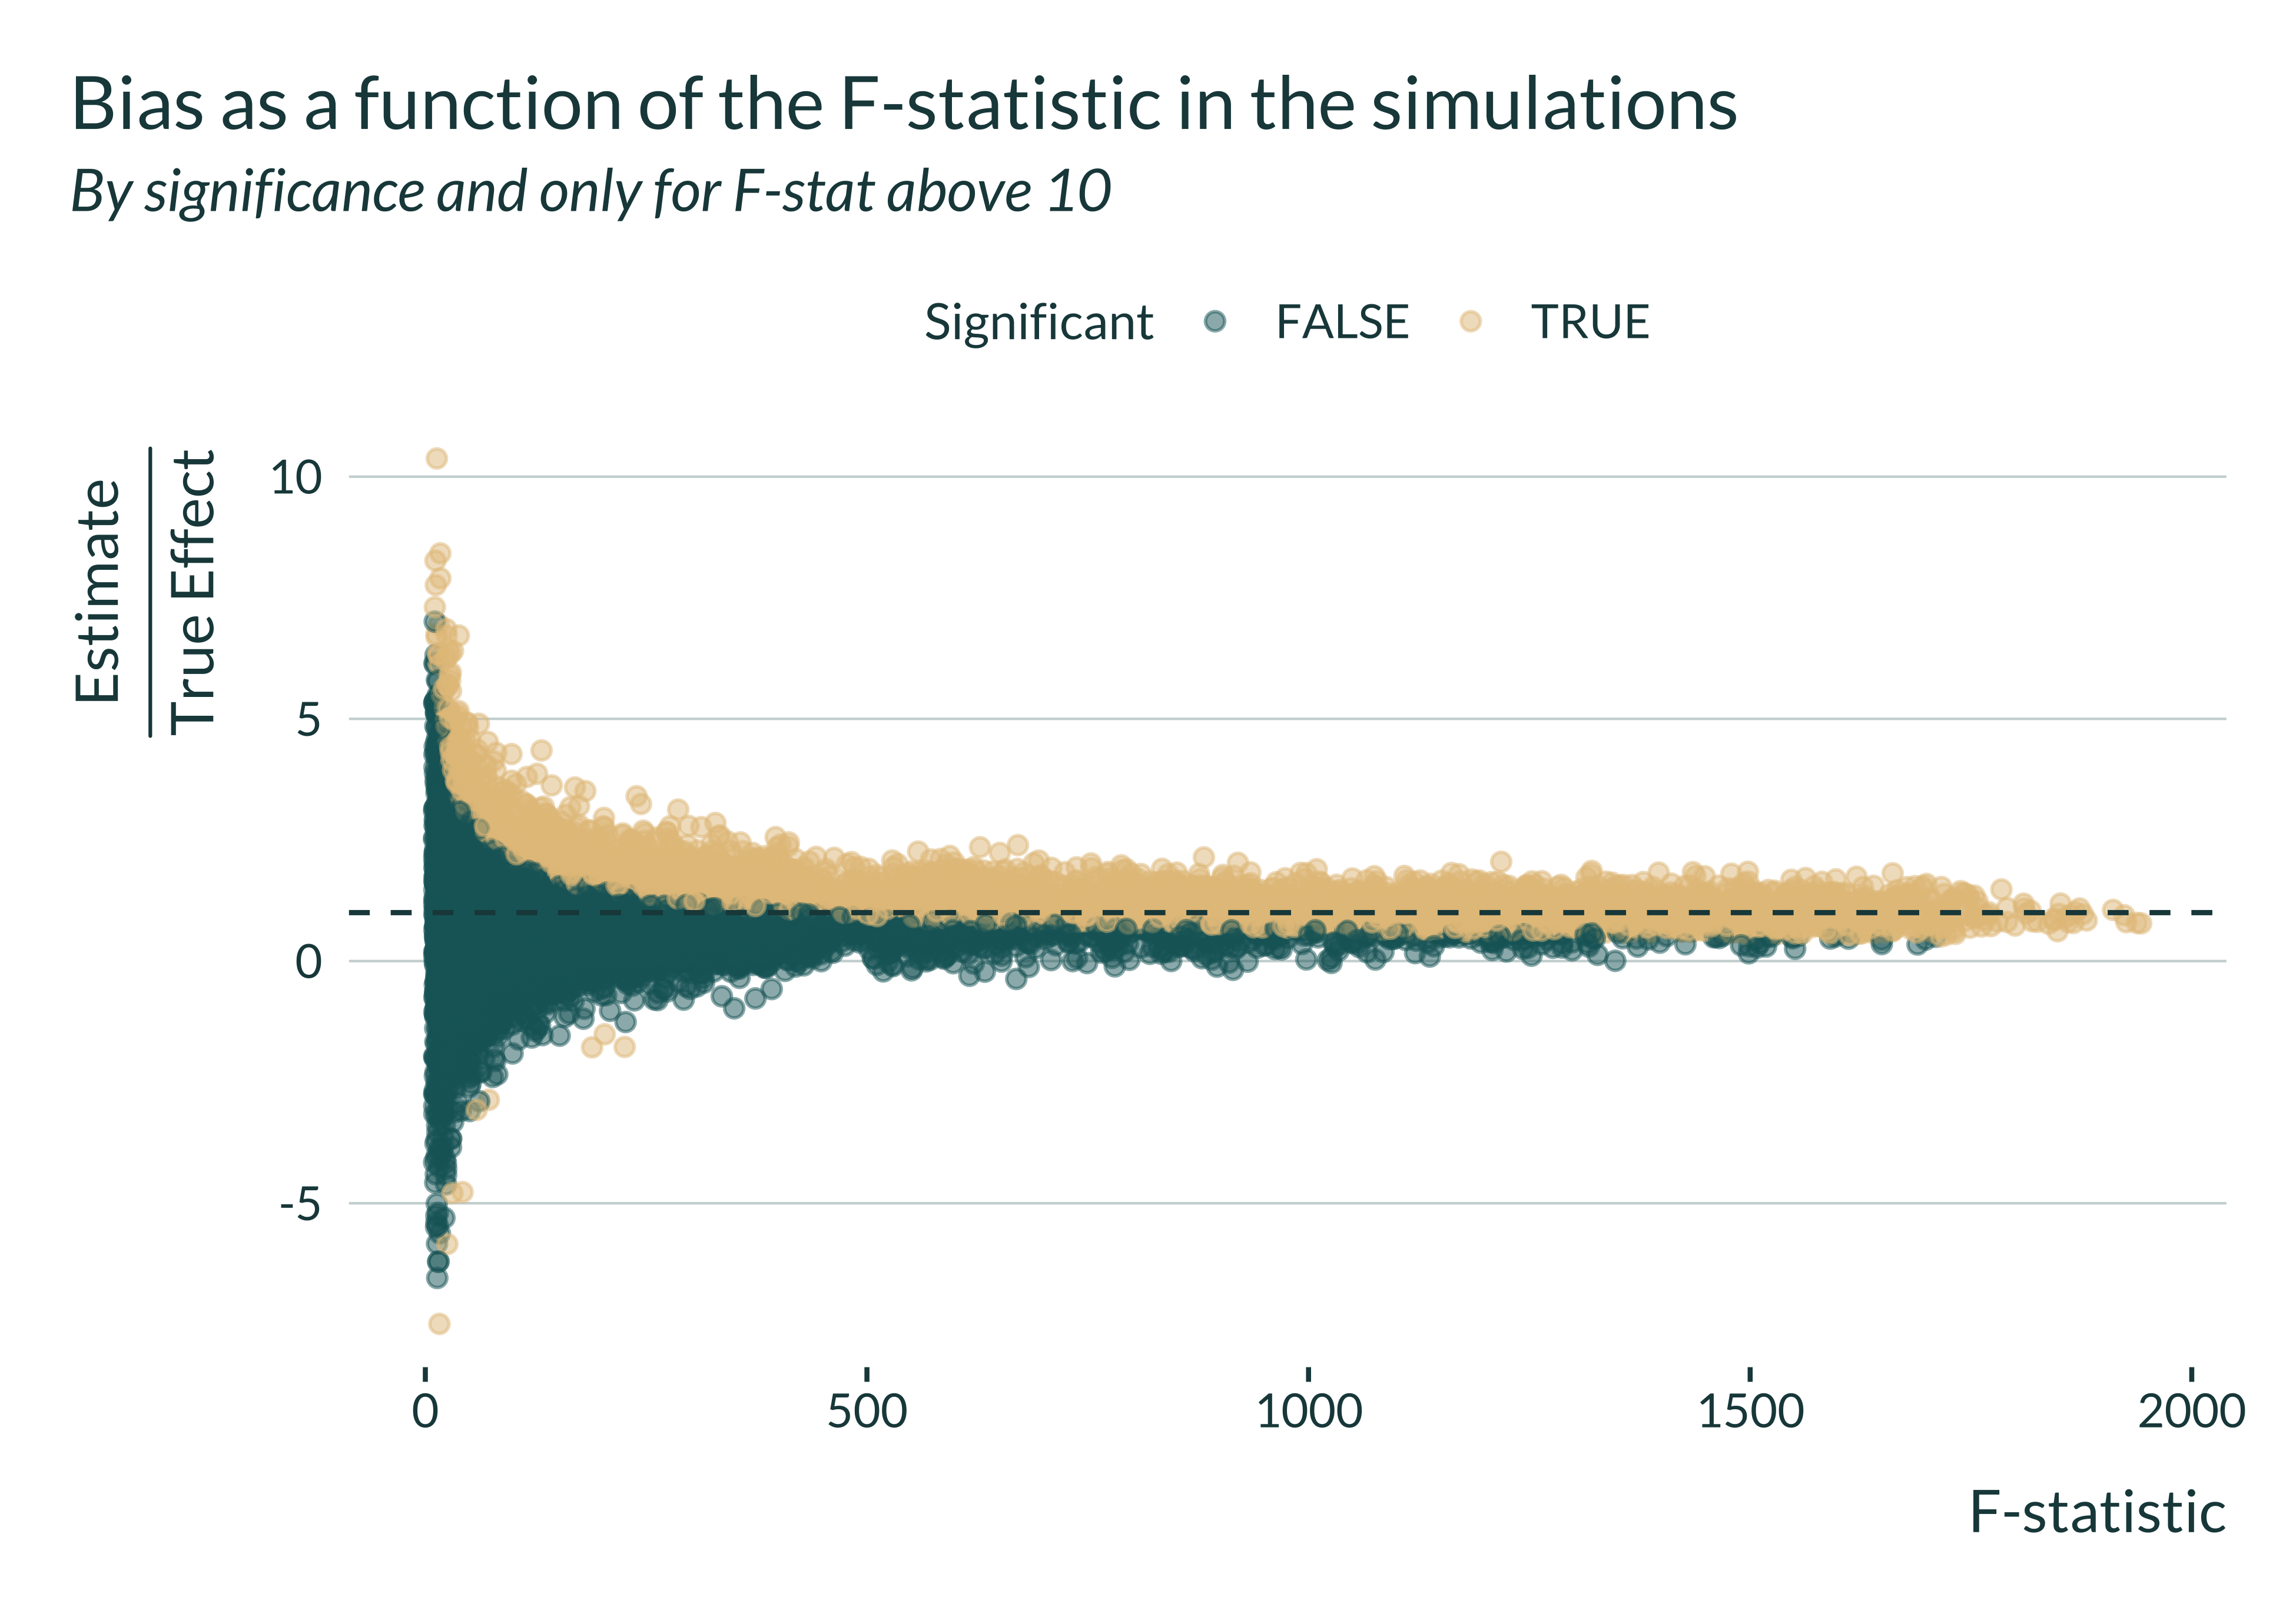 Bias as a function of the F-statistic in the simulations
By significance and only for F-stat above 10
Significant FALSE TRUE
Estimate
True Effect
10
5
0
-5
0 500 1000 1500 2000
F-statistic